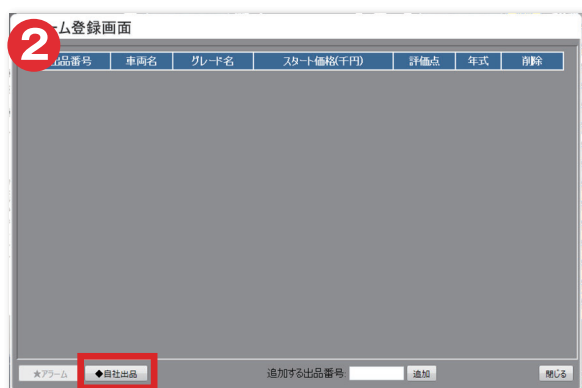 ーム登録画面
2
出品番号 車両名 グレード名 スタート価格(千円) 評価点 年式 削除
★アラーム ◆自社出品 追加する出品番号: 追加 閉じる